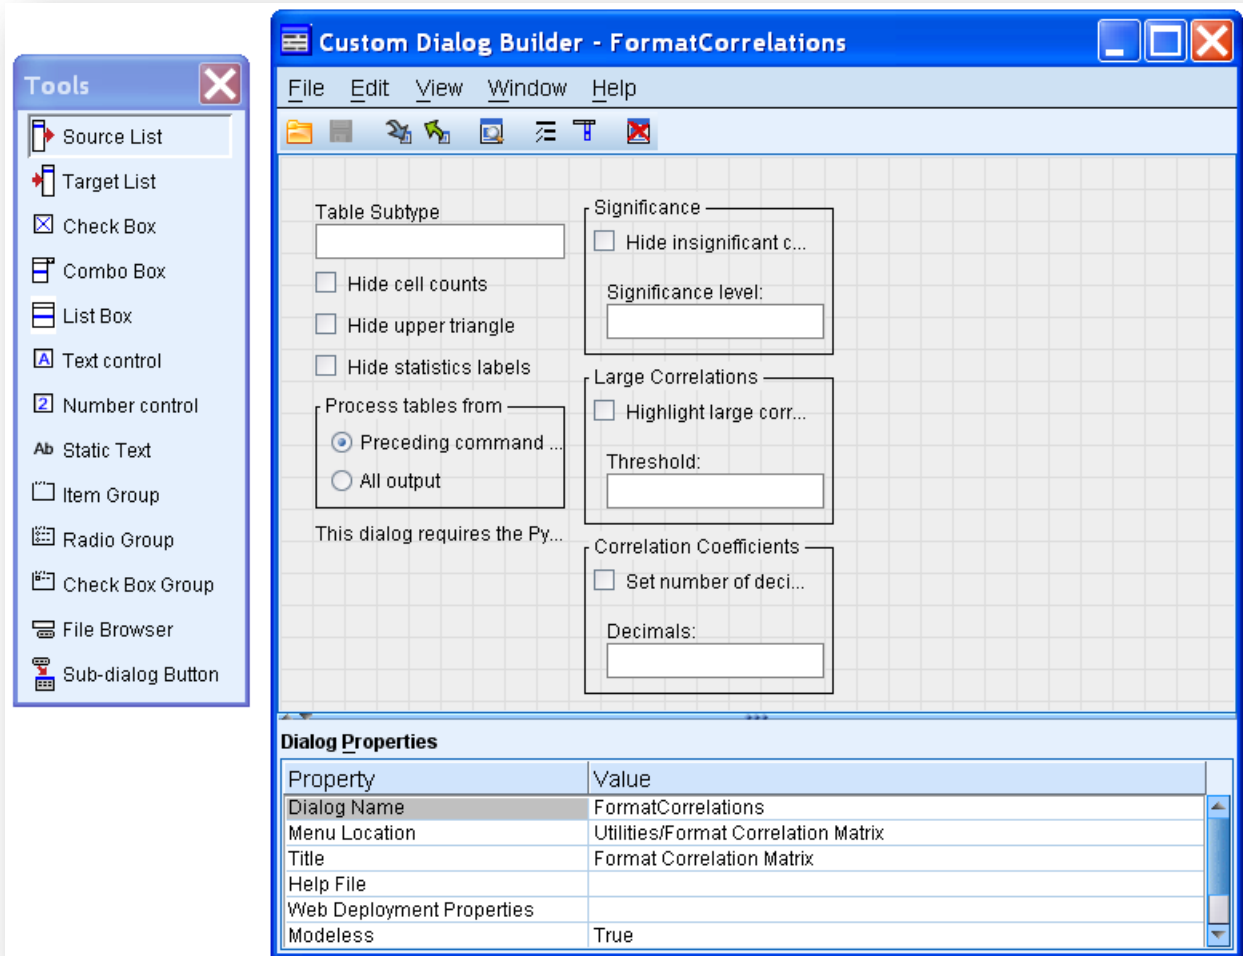 Tools
Source List
Target List
Check Box
Combo Box
List Box
A Text control
2 Number control
Ab Static Text
Item Group
Radio Group
Check Box Group
File Browser
Sub-dialog Button
Custom Dialog Builder - FormatCorrelations
File Edit View Window Help
Table Subtype
Hide cell counts
Hide upper triangle
Hide statistics labels
Process tables from
Preceding command ...
All output
This dialog requires the Py...
Significance
Hide insignificant c...
Significance level:
Large Correlations
Highlight large corr...
Threshold:
Correlation Coefficients
Set number of deci...
Decimals:
Dialog Properties
Property Value
Dialog Name FormatCorrelations
Menu Location Utilities/Format Correlation Matrix
Title Format Correlation Matrix
Help File
Web Deployment Properties
Modeless True